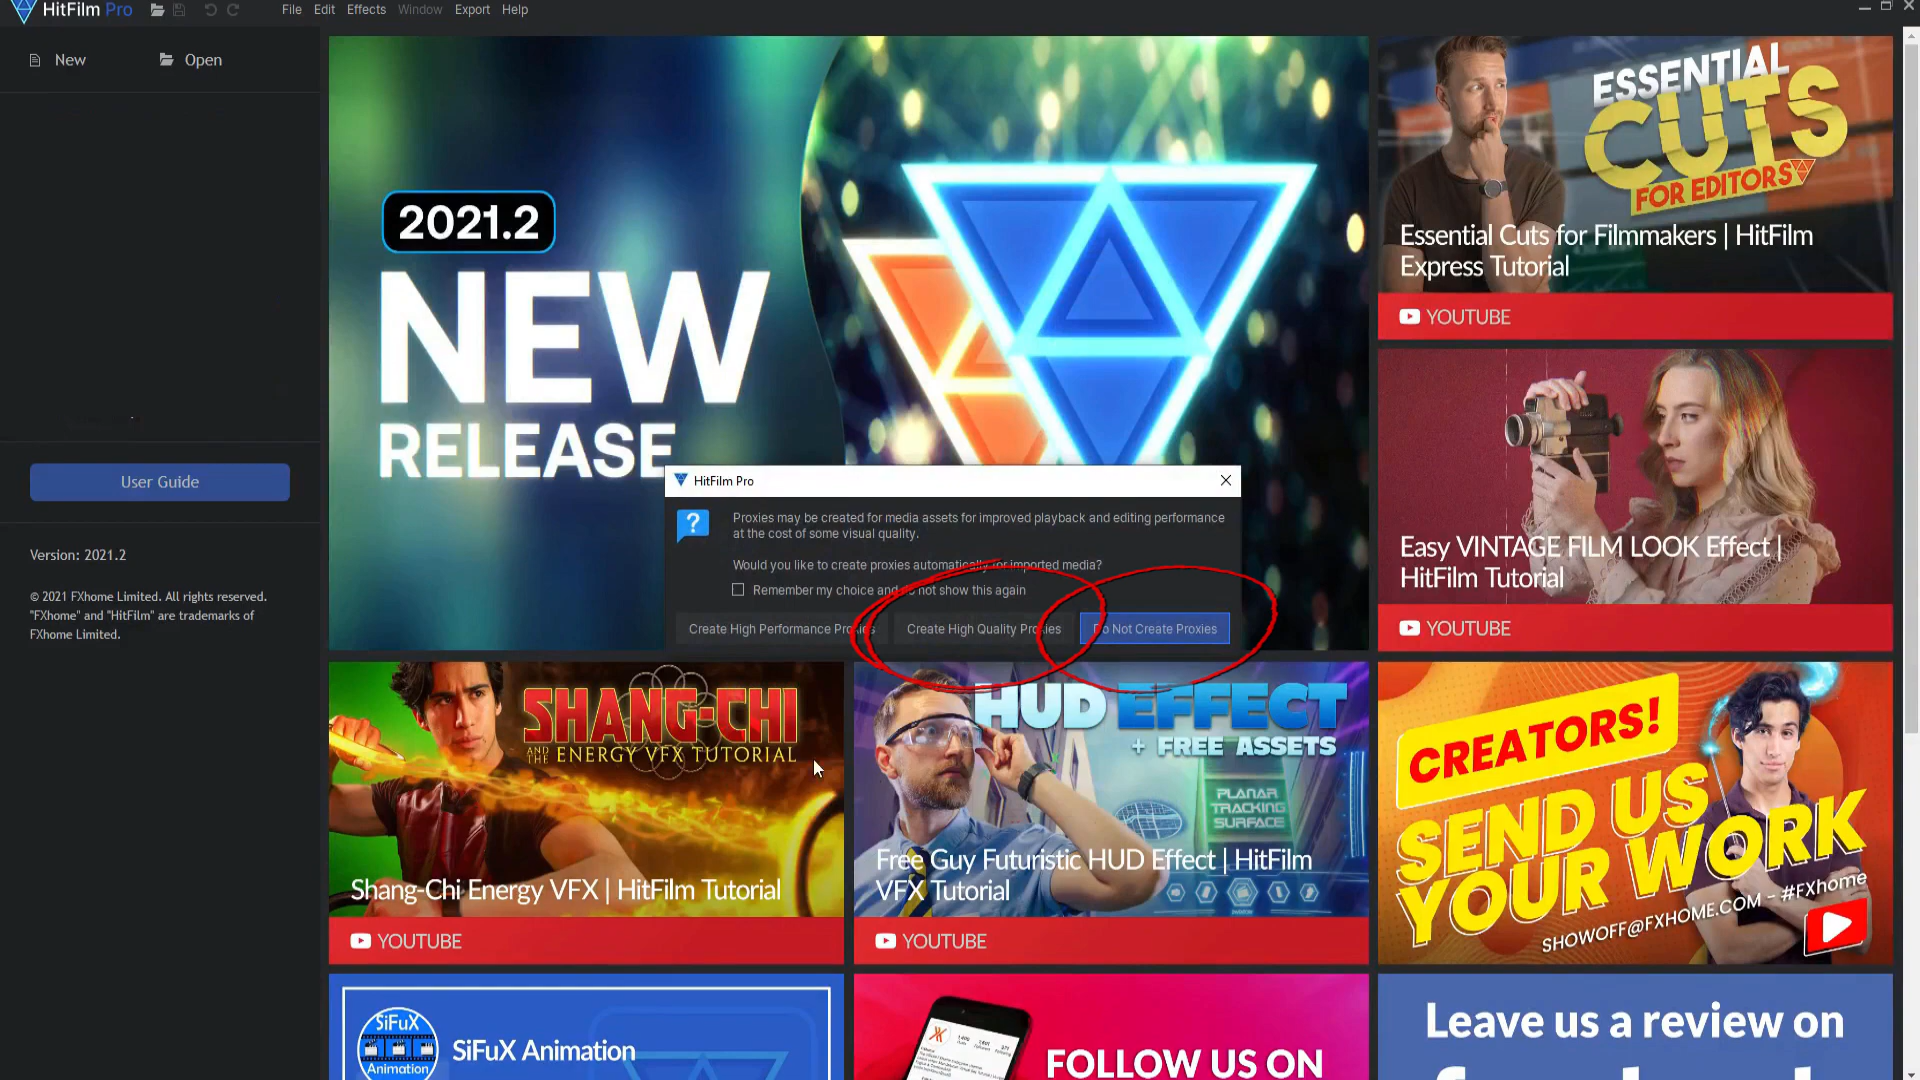 HitFilm Pro
File Edit Effects Window Export Help
New Open
User Guide
Version: 2021.2
© 2021 FXhome Limited. All rights reserved.
"FXhome" and "HitFilm" are trademarks of
FXhome Limited.
2021.2
NEW
RELEASE
ESSENTIAL
CUTS
FOR EDITORS
Essential Cuts for Filmmakers | HitFilm
Express Tutorial
YOUTUBE
Easy VINTAGE FILM LOOK Effect |
HitFilm Tutorial
YOUTUBE
HitFilm Pro
Proxies may be created for media assets for improved playback and editing performance
at the cost of some visual quality.
Would you like to create proxies automatically for imported media?
Remember my choice and do not show this again
Create High Performance Proxies Create High Quality Proxies Do Not Create Proxies
SHANG-CHI
AND THE ENERGY VFX TUTORIAL
Shang-Chi Energy VFX | HitFilm Tutorial
YOUTUBE
HUD EFFECT
+ FREE ASSETS
PLANAR
TRACKING
SURFACE
Free Guy Futuristic HUD Effect | HitFilm
VFX Tutorial
YOUTUBE
CREATORS!
SEND US
YOUR WORK
SHOWOFF@FXHOME.COM - #FXhome
SiFuX
Animation
SiFuX Animation
FOLLOW US ON
Leave us a review on